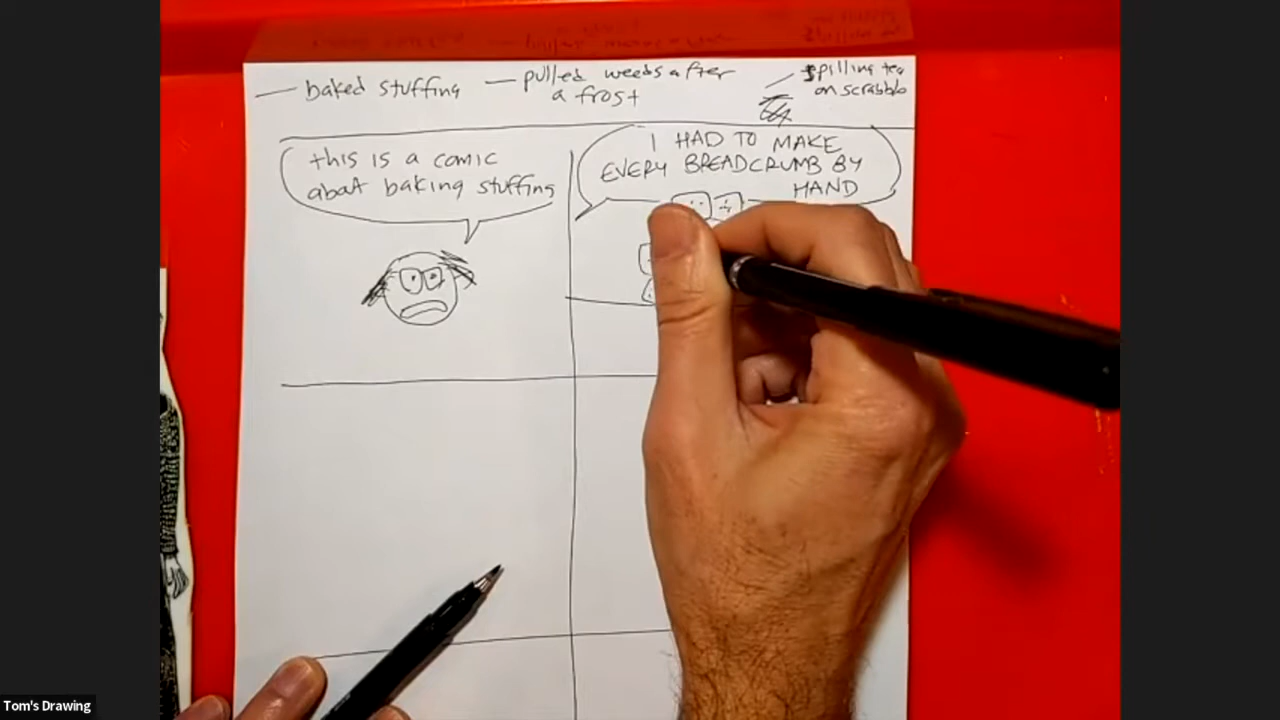 baked stuffing
pulled weeds after
a frost
spilling tea
on scrabble
this is a comic
about baking stuffing
I HAD TO MAKE
EVERY BREADCRUMB BY
HAND
Tom's Drawing